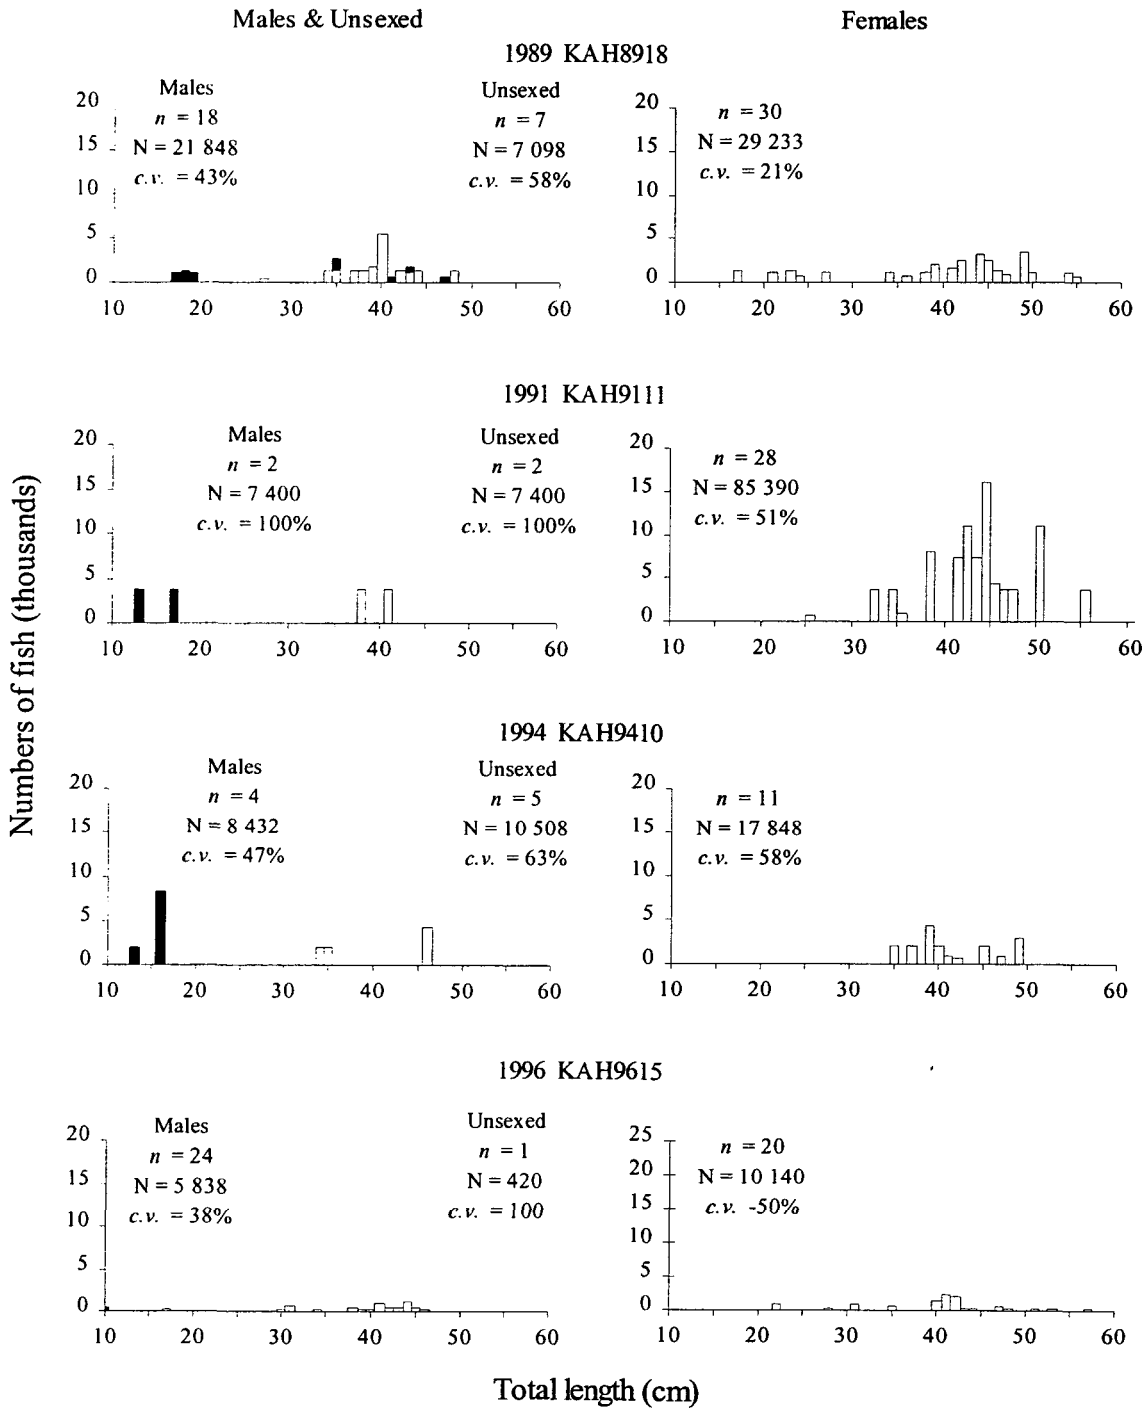 Males & Unsexed
Females
1989 KAH8918
Males
n = 18
N = 21 848
c.v. = 43%
Unsexed
n = 7
N = 7 098
c.v. = 58%
20
15
10
5
0
10 20 30 40 50 60
n = 30
N = 29 233
c.v. = 21%
20
15
10
5
0
10 20 30 40 50 60
1991 KAH9111
Males
n = 2
N = 7 400
c.v. = 100%
Unsexed
n = 2
N = 7 400
c.v. = 100%
20
15
10
5
0
10 20 30 40 50 60
n = 28
N = 85 390
c.v. = 51%
20
15
10
5
0
10 20 30 40 50 60
Numbers of fish (thousands)
1994 KAH9410
Males
n = 4
N = 8 432
c.v. = 47%
Unsexed
n = 5
N = 10 508
c.v. = 63%
20
15
10
5
0
10 20 30 40 50 60
n = 11
N = 17 848
c.v. = 58%
20
15
10
5
0
10 20 30 40 50 60
1996 KAH9615
Males
n = 24
N = 5 838
c.v. = 38%
Unsexed
n = 1
N = 420
c.v. = 100
20
15
10
5
0
10 20 30 40 50 60
n = 20
N = 10 140
c.v. -50%
25
20
15
10
5
0
10 20 30 40 50 60
Total length (cm)